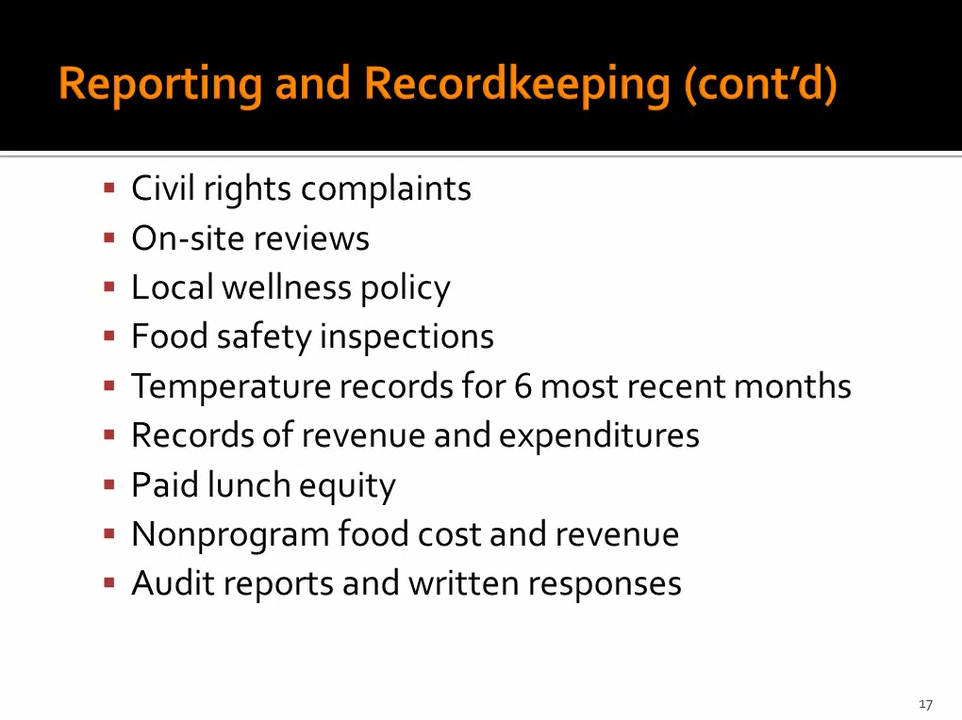 Reporting and Recordkeeping (cont’d)
▪ Civil rights complaints
▪ On-site reviews
▪ Local wellness policy
▪ Food safety inspections
▪ Temperature records for 6 most recent months
▪ Records of revenue and expenditures
▪ Paid lunch equity
▪ Nonprogram food cost and revenue
▪ Audit reports and written responses
17